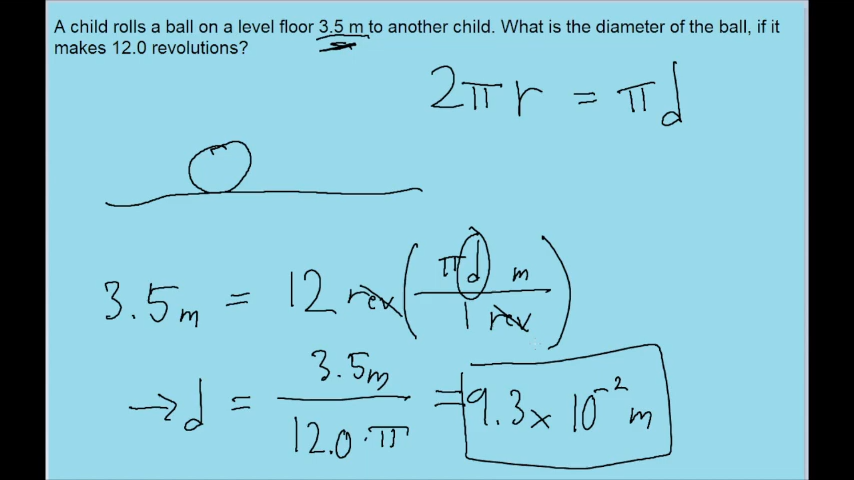 A child rolls a ball on a level floor 3.5 m to another child. What is the diameter of the ball, if it
makes 12.0 revolutions?
2πr = πd
3.5m = 12 rev (πd m / 1 rev)
→ d = 3.5m / 12.0 · π = 9.3 x 10⁻² m